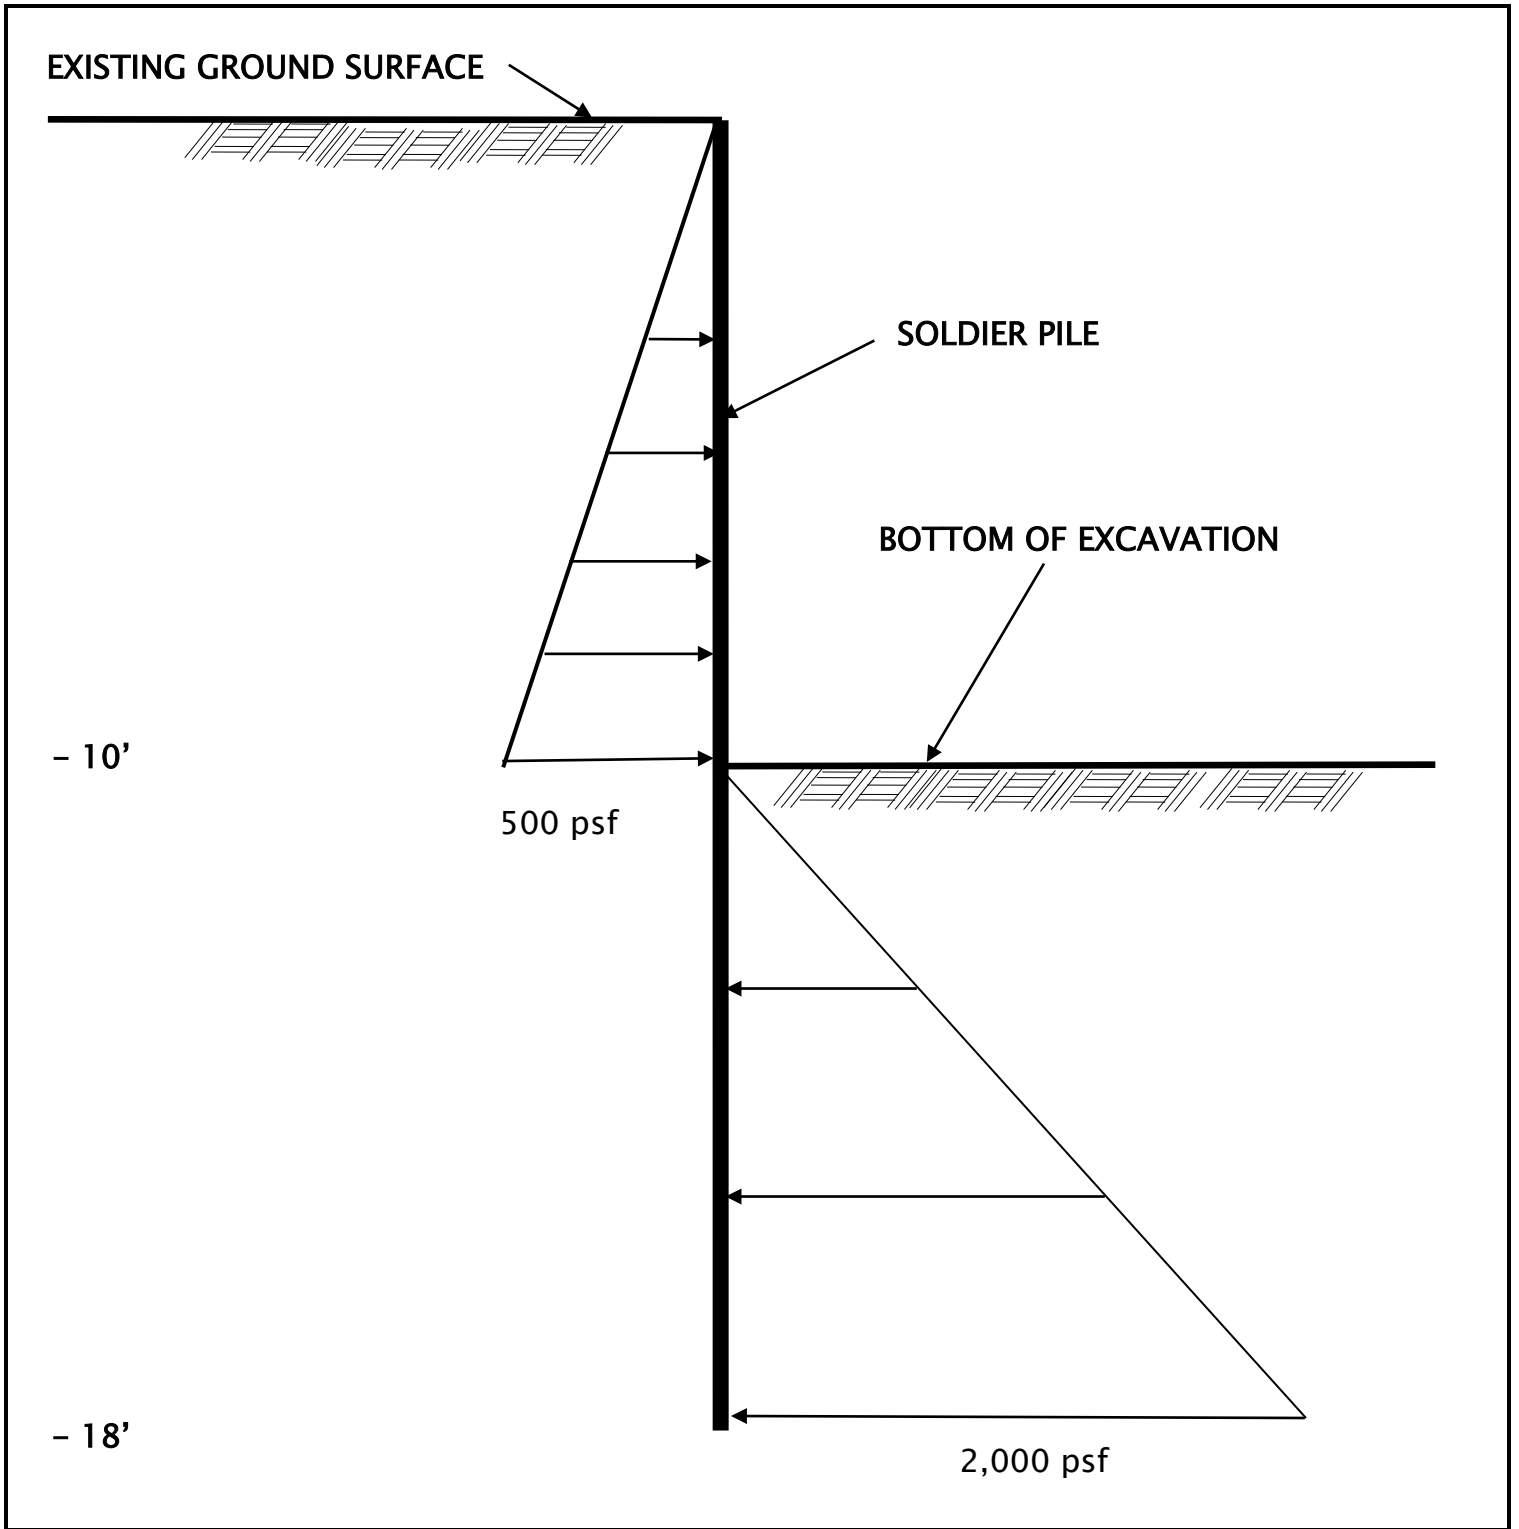 EXISTING GROUND SURFACE
SOLDIER PILE
BOTTOM OF EXCAVATION
– 10’
500 psf
– 18’
2,000 psf